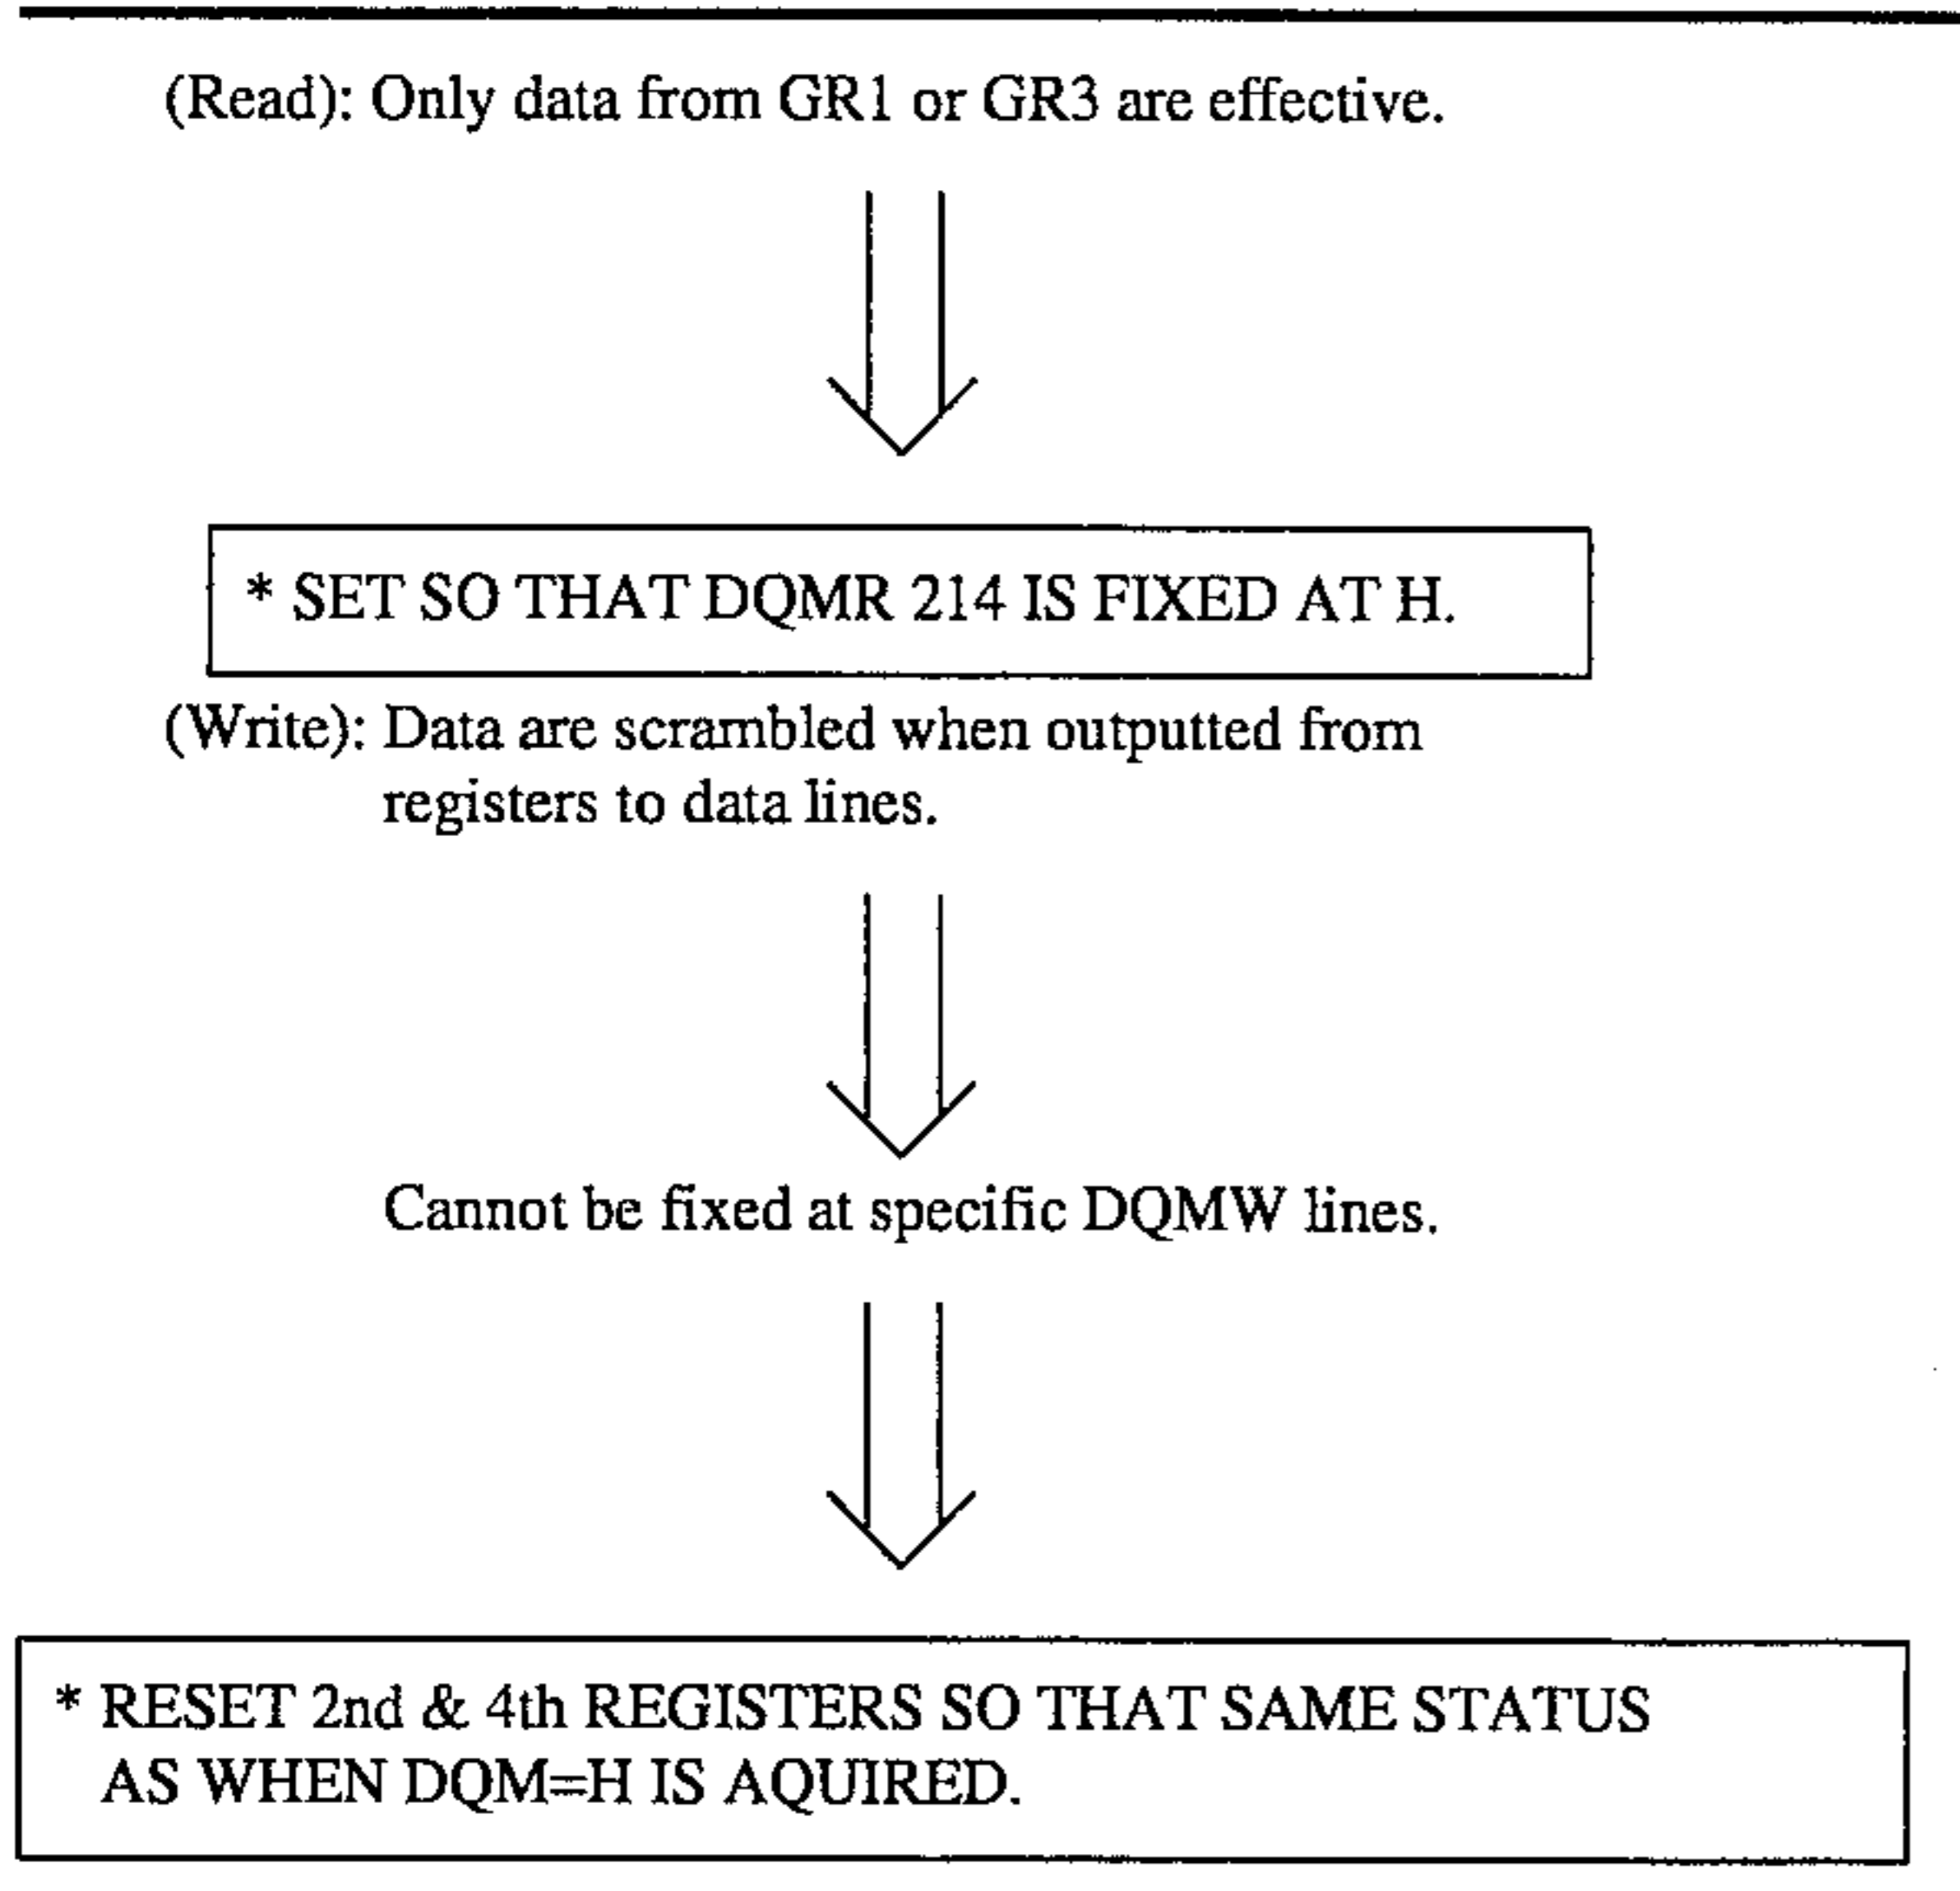 (Read): Only data from GR1 or GR3 are effective.
* SET SO THAT DQMR 214 IS FIXED AT H.
(Write): Data are scrambled when outputted from
registers to data lines.
Cannot be fixed at specific DQMW lines.
* RESET 2nd & 4th REGISTERS SO THAT SAME STATUS
AS WHEN DQM=H IS AQUIRED.